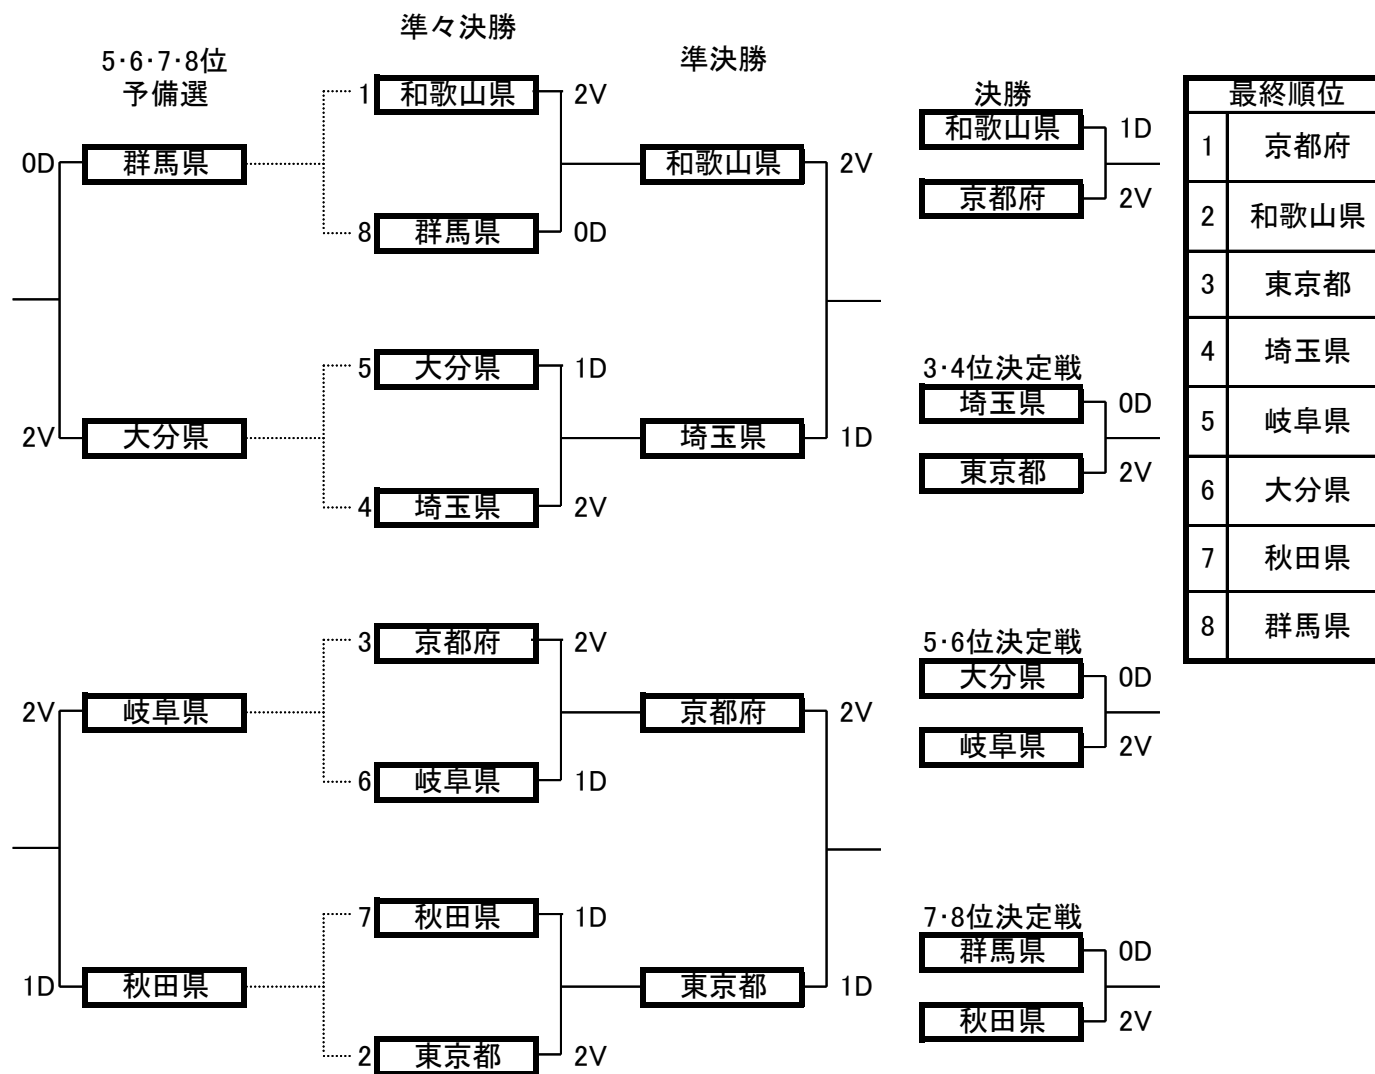 5･6･7･8位
予備選
0D 群馬県
2V 大分県
2V 岐阜県
1D 秋田県
準々決勝
1 和歌山県 2V
8 群馬県 0D
5 大分県 1D
4 埼玉県 2V
3 京都府 2V
6 岐阜県 1D
7 秋田県 1D
2 東京都 2V
準決勝
和歌山県 2V
埼玉県 1D
京都府 2V
東京都 1D
決勝
和歌山県 1D
京都府 2V
3･4位決定戦
埼玉県 0D
東京都 2V
5･6位決定戦
大分県 0D
岐阜県 2V
7･8位決定戦
群馬県 0D
秋田県 2V
最終順位
1 京都府
2 和歌山県
3 東京都
4 埼玉県
5 岐阜県
6 大分県
7 秋田県
8 群馬県